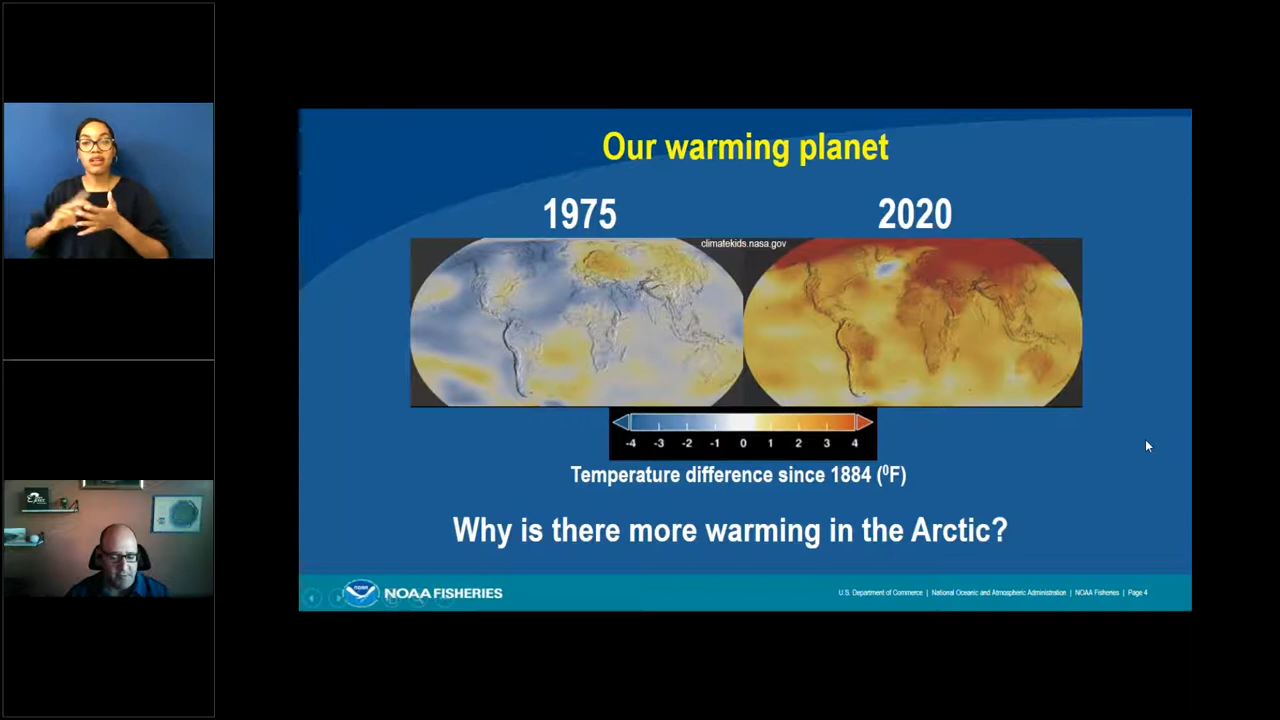 Our warming planet
1975
2020
climatekids.nasa.gov
-4 -3 -2 -1 0 1 2 3 4
Temperature difference since 1884 (⁰F)
Why is there more warming in the Arctic?
NOAA FISHERIES
U.S. Department of Commerce | National Oceanic and Atmospheric Administration | NOAA Fisheries | Page 4